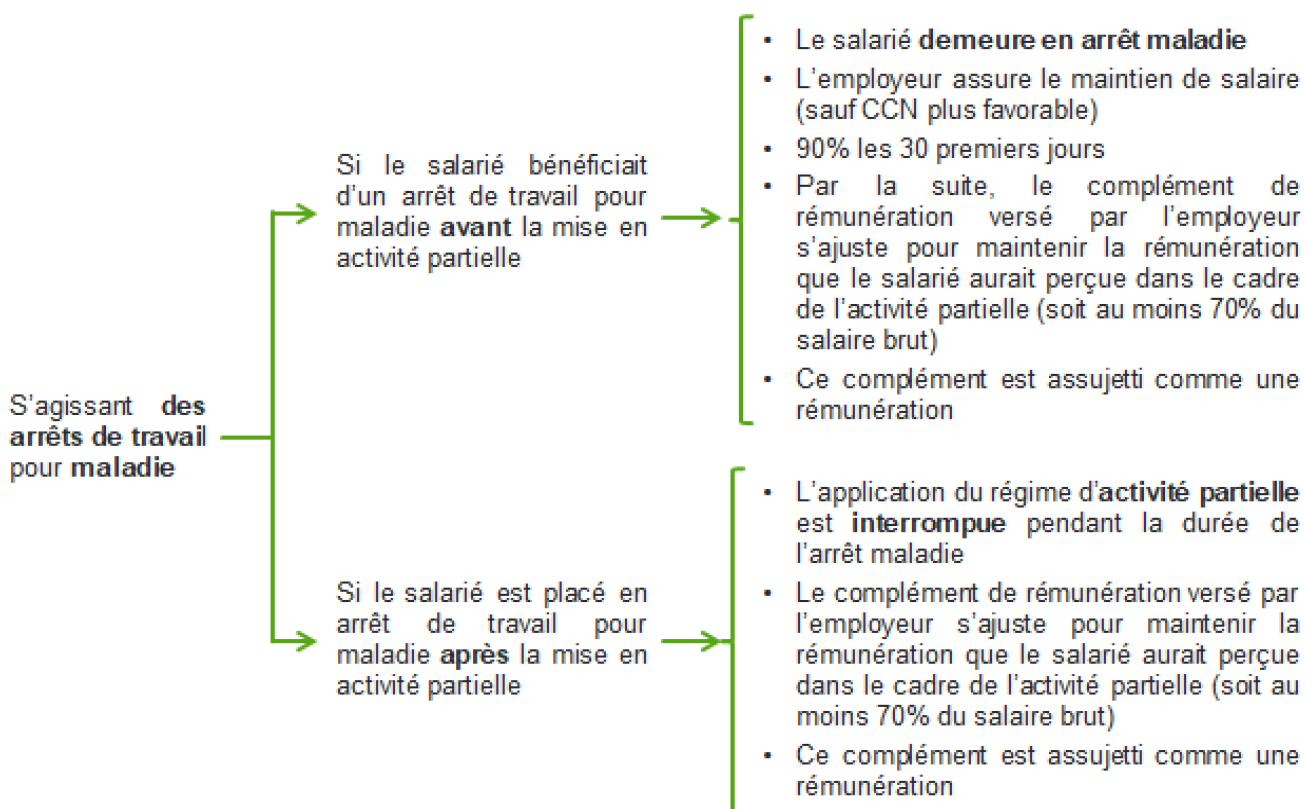 S’agissant des
arrêts de travail
pour maladie
Si le salarié bénéficiait
d’un arrêt de travail pour
maladie avant la mise en
activité partielle
• Le salarié demeure en arrêt maladie
• L’employeur assure le maintien de salaire
(sauf CCN plus favorable)
• 90% les 30 premiers jours
• Par la suite, le complément de
rémunération versé par l’employeur
s’ajuste pour maintenir la rémunération
que le salarié aurait perçue dans le cadre
de l’activité partielle (soit au moins 70% du
salaire brut)
• Ce complément est assujetti comme une
rémunération
Si le salarié est placé en
arrêt de travail pour
maladie après la mise en
activité partielle
• L’application du régime d’activité partielle
est interrompue pendant la durée de
l’arrêt maladie
• Le complément de rémunération versé par
l’employeur s’ajuste pour maintenir la
rémunération que le salarié aurait perçue
dans le cadre de l’activité partielle (soit au
moins 70% du salaire brut)
• Ce complément est assujetti comme une
rémunération